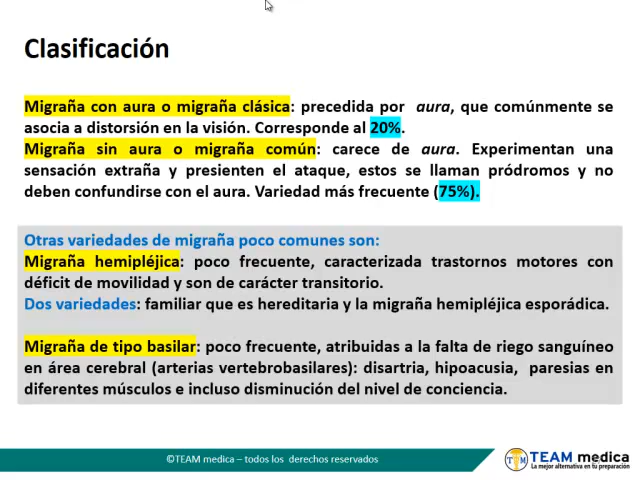 Clasificación
Migraña con aura o migraña clásica: precedida por aura, que comúnmente se
asocia a distorsión en la visión. Corresponde al 20%.
Migraña sin aura o migraña común: carece de aura. Experimentan una
sensación extraña y presienten el ataque, estos se llaman pródromos y no
deben confundirse con el aura. Variedad más frecuente (75%).
Otras variedades de migraña poco comunes son:
Migraña hemipléjica: poco frecuente, caracterizada trastornos motores con
déficit de movilidad y son de carácter transitorio.
Dos variedades: familiar que es hereditaria y la migraña hemipléjica esporádica.
Migraña de tipo basilar: poco frecuente, atribuidas a la falta de riego sanguíneo
en área cerebral (arterias vertebrobasilares): disartria, hipoacusia, paresias en
diferentes músculos e incluso disminución del nivel de conciencia.
©TEAM medica – todos los derechos reservados
TM TEAM medica
La mejor alternativa en tu preparación